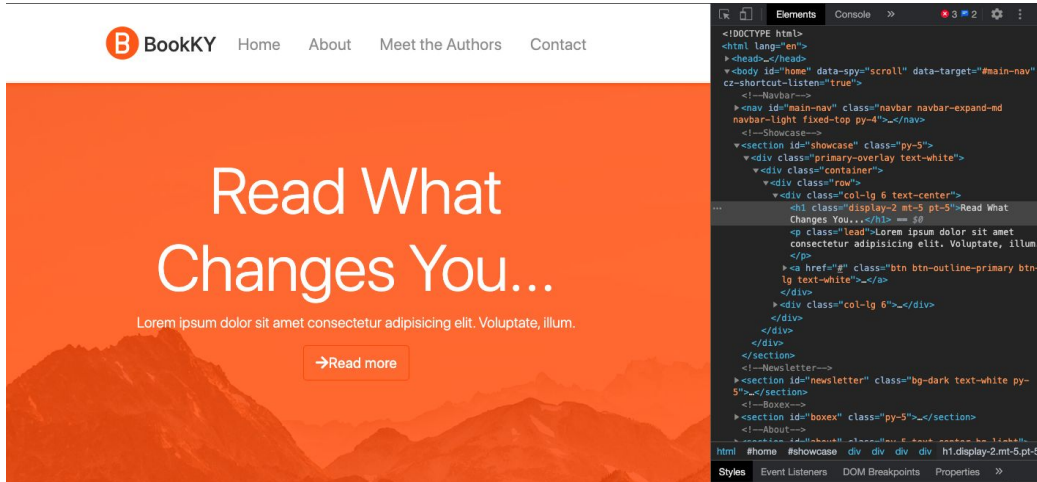 B BookKY Home About Meet the Authors Contact
Read What
Changes You...
Lorem ipsum dolor sit amet consectetur adipisicing elit. Voluptate, illum.
Read more
Elements Console » 3 2
<!DOCTYPE html>
<html lang="en">
<head>…</head>
<body id="home" data-spy="scroll" data-target="#main-nav"
cz-shortcut-listen="true">
<!--Navbar-->
<nav id="main-nav" class="navbar navbar-expand-md
navbar-light fixed-top py-4">…</nav>
<!--Showcase-->
<section id="showcase" class="py-5">
<div class="primary-overlay text-white">
<div class="container">
<div class="row">
<div class="col-lg 6 text-center">
<h1 class="display-2 mt-5 pt-5">Read What
Changes You...</h1> == $0
<p class="lead">Lorem ipsum dolor sit amet
consectetur adipisicing elit. Voluptate, illum
</p>
<a href="#" class="btn btn-outline-primary btn-
lg text-white">…</a>
</div>
<div class="col-lg 6">…</div>
</div>
</div>
</div>
</section>
<!--Newsletter-->
<section id="newsletter" class="bg-dark text-white py-
5">…</section>
<!--Boxex-->
<section id="boxex" class="py-5">…</section>
<!--About-->
html #home #showcase div div div div h1.display-2.mt-5.pt-5
Styles Event Listeners DOM Breakpoints Properties »